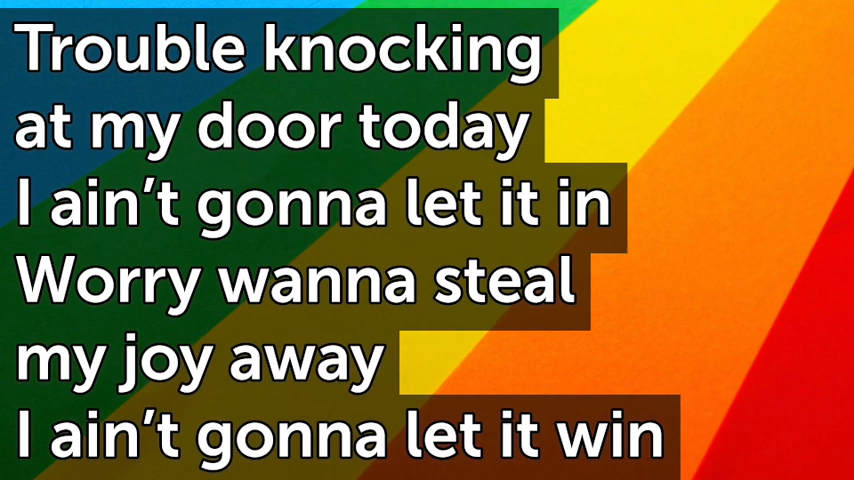 Trouble knocking
at my door today
I ain’t gonna let it in
Worry wanna steal
my joy away
I ain’t gonna let it win